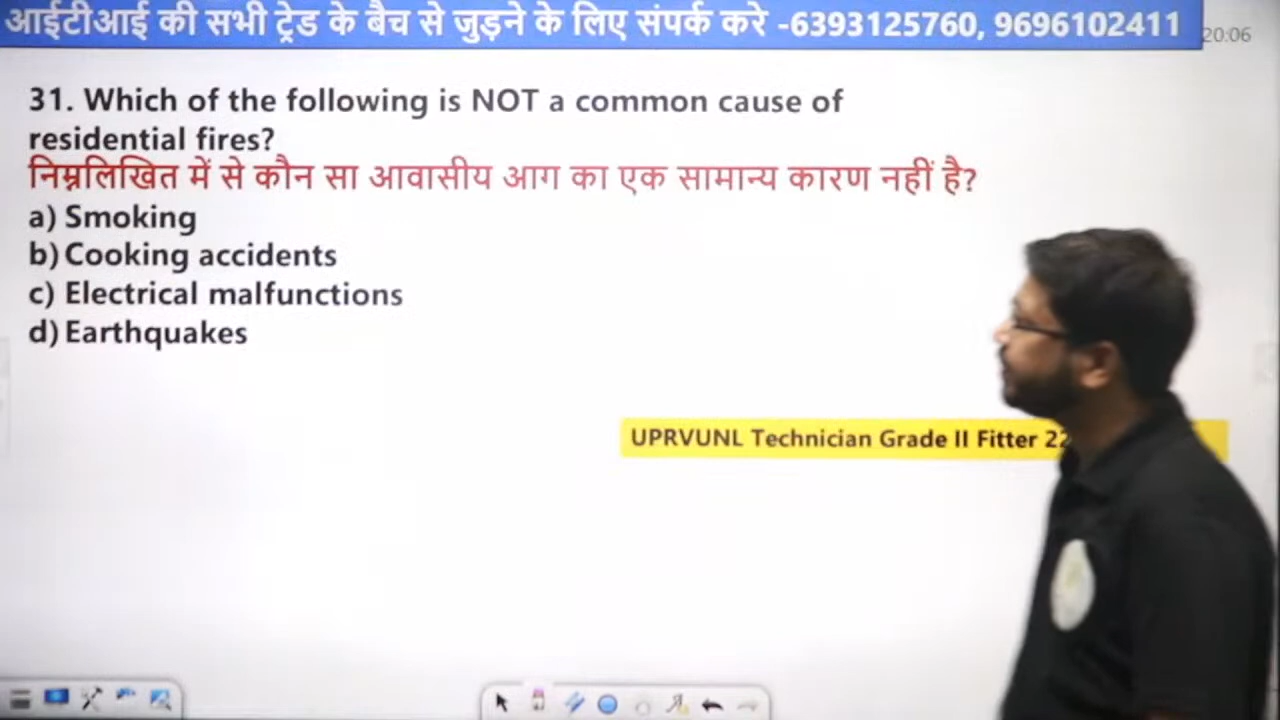 आईटीआई की सभी ट्रेड के बैच से जुड़ने के लिए संपर्क करे -6393125760, 9696102411
20:06
31. Which of the following is NOT a common cause of
residential fires?
निम्नलिखित में से कौन सा आवासीय आग का एक सामान्य कारण नहीं है?
a) Smoking
b) Cooking accidents
c) Electrical malfunctions
d) Earthquakes
UPRVUNL Technician Grade II Fitter 22